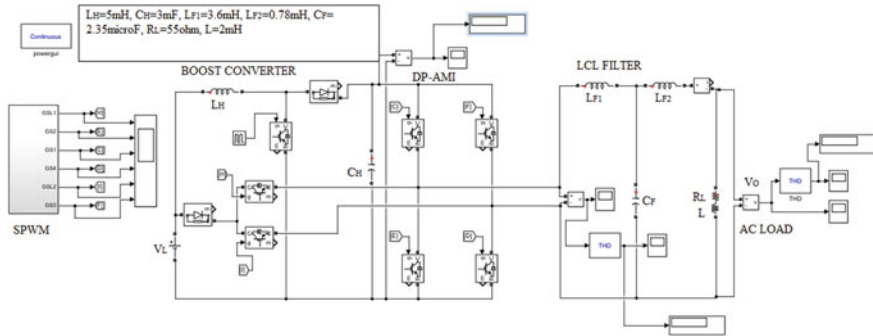 LH=5mH, CH=3mF, LF1=3.6mH, LF2=0.78mH, CF=
2.35microF, RL=55ohm, L=2mH
Continuous
powergui
BOOST CONVERTER
DP-AMI
LCL FILTER
LH
LF1
LF2
GSL1
GS2
GS1
GS4
GSL2
GS3
SPWM
CH
VL
CF
RL
L
VO
THD
THD
AC LOAD
THD